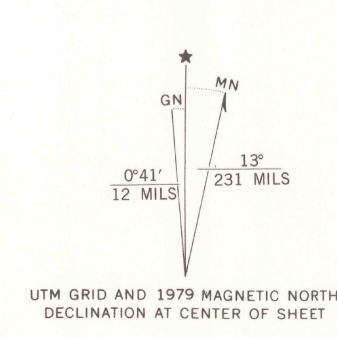 ★
MN
GN
0°41′
12 MILS
13°
231 MILS
UTM GRID AND 1979 MAGNETIC NORTH
DECLINATION AT CENTER OF SHEET